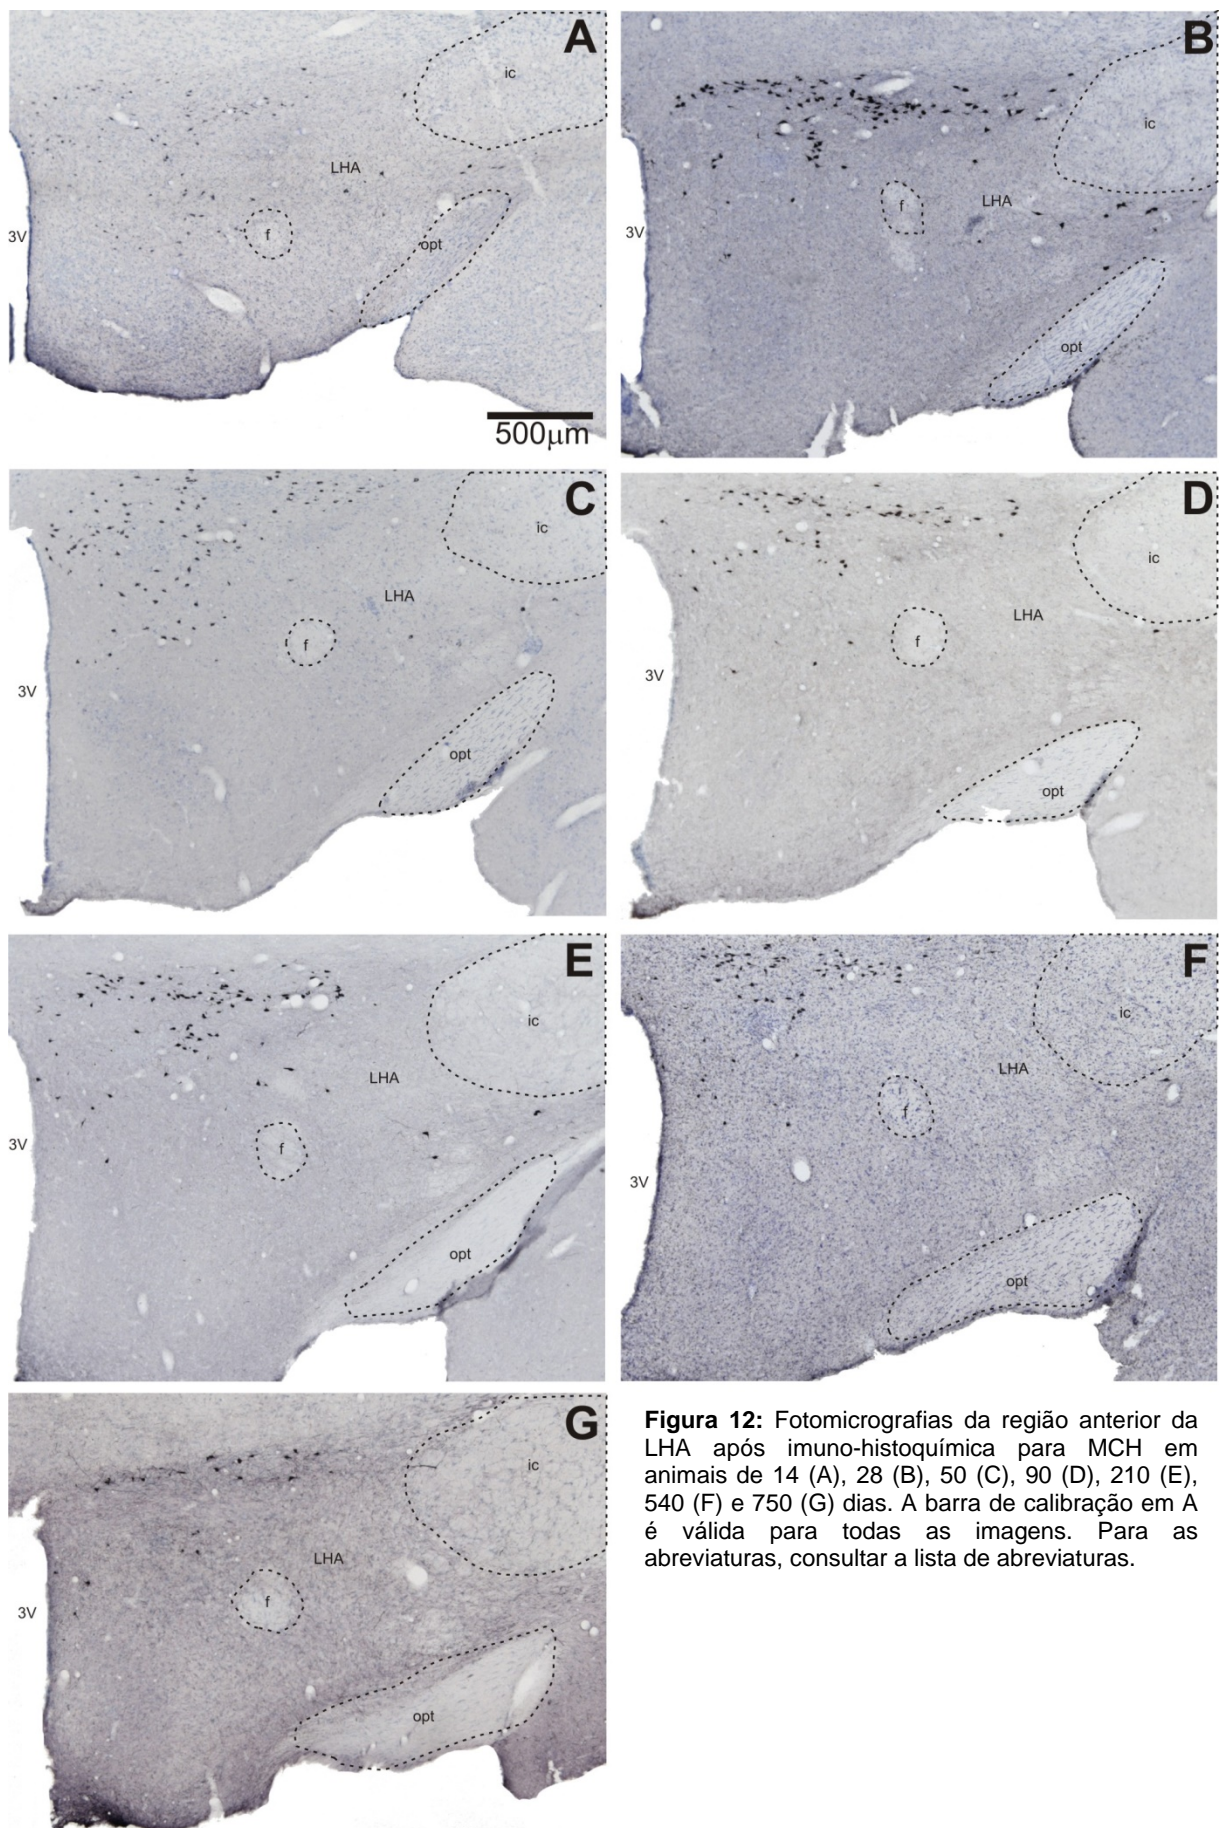 A
ic
LHA
f
opt
3V
500µm
B
ic
LHA
f
3V
opt
C
ic
LHA
f
3V
opt
D
ic
LHA
f
3V
opt
E
ic
LHA
f
3V
opt
F
ic
LHA
f
3V
opt
G
ic
LHA
f
3V
opt
Figura 12: Fotomicrografias da região anterior da
LHA após imuno-histoquímica para MCH em
animais de 14 (A), 28 (B), 50 (C), 90 (D), 210 (E),
540 (F) e 750 (G) dias. A barra de calibração em A
é válida para todas as imagens. Para as
abreviaturas, consultar a lista de abreviaturas.